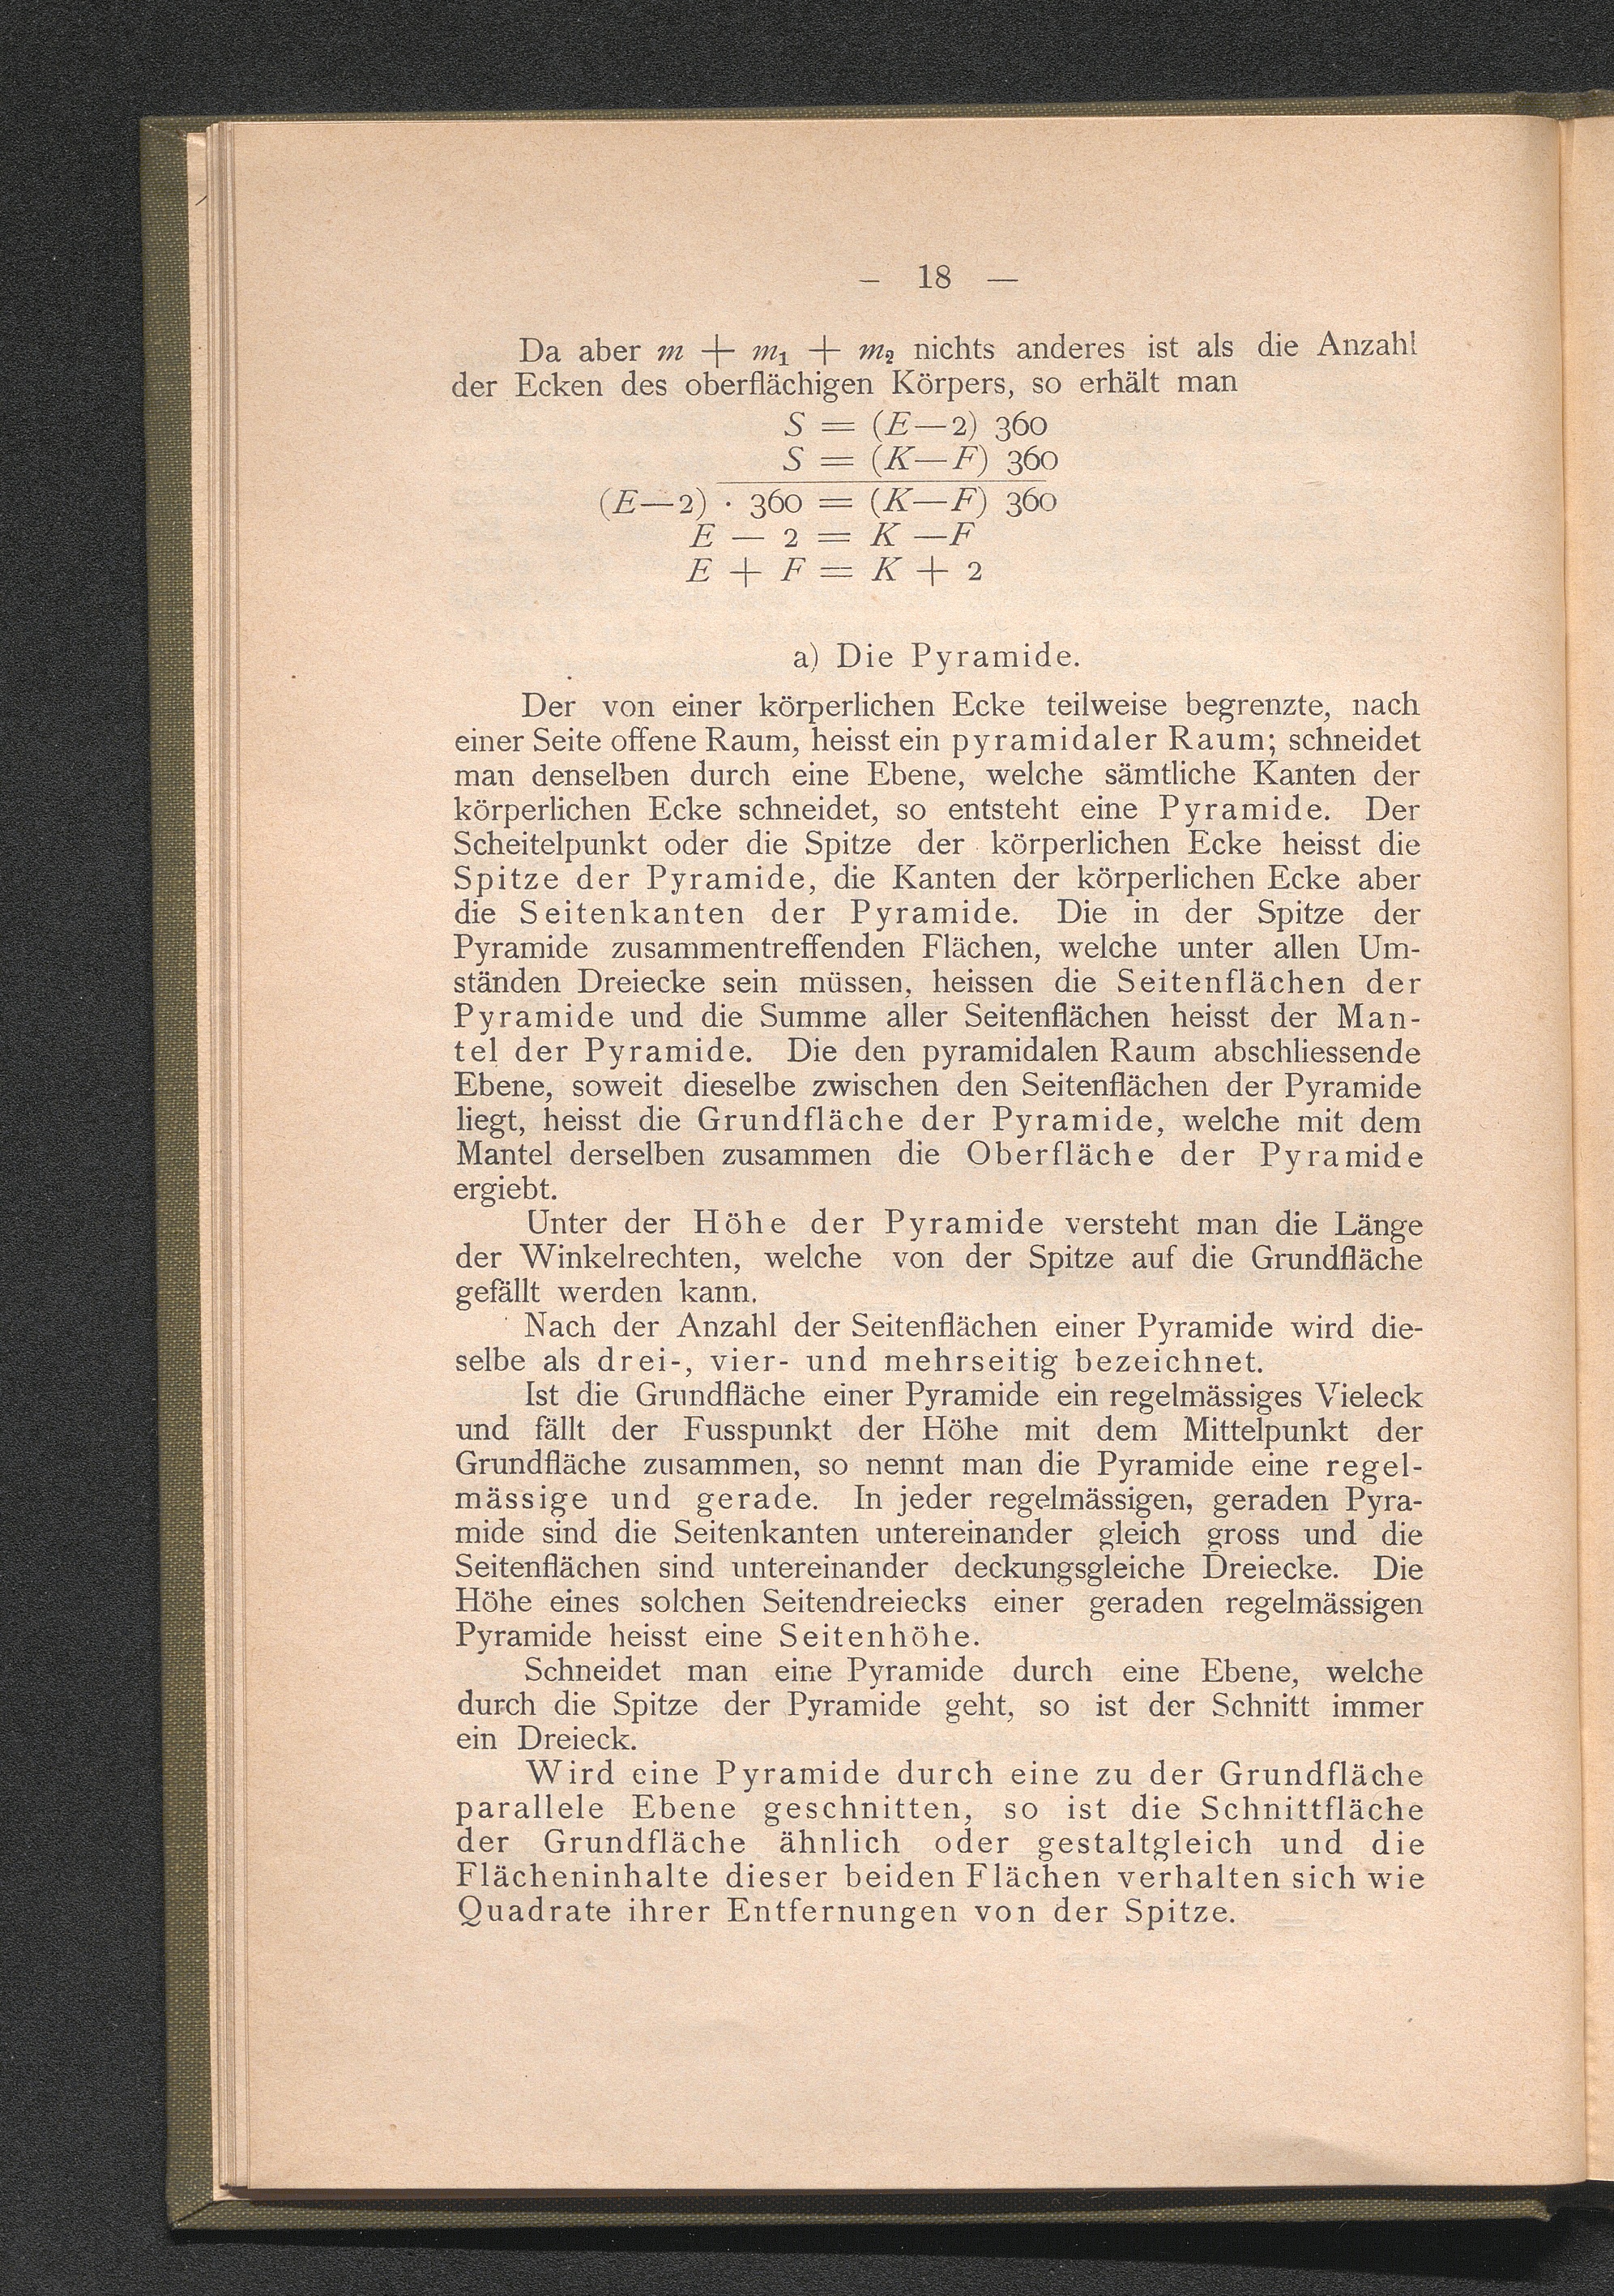 – 18 —
Da aber m + m₁ + m₂ nichts anderes ist als die Anzahl
der Ecken des oberflächigen Körpers, so erhält man
S = (E—2) 360
S = (K—F) 360
(E—2) · 360 = (K—F) 360
E — 2 = K —F
E + F = K + 2
a) Die Pyramide.
Der von einer körperlichen Ecke teilweise begrenzte, nach
einer Seite offene Raum, heisst ein pyramidaler Raum; schneidet
man denselben durch eine Ebene, welche sämtliche Kanten der
körperlichen Ecke schneidet, so entsteht eine Pyramide. Der
Scheitelpunkt oder die Spitze der körperlichen Ecke heisst die
Spitze der Pyramide, die Kanten der körperlichen Ecke aber
die Seitenkanten der Pyramide. Die in der Spitze der
Pyramide zusammentreffenden Flächen, welche unter allen Um-
ständen Dreiecke sein müssen, heissen die Seitenflächen der
Pyramide und die Summe aller Seitenflächen heisst der Man-
tel der Pyramide. Die den pyramidalen Raum abschliessende
Ebene, soweit dieselbe zwischen den Seitenflächen der Pyramide
liegt, heisst die Grundfläche der Pyramide, welche mit dem
Mantel derselben zusammen die Oberfläche der Pyramide
ergiebt.
Unter der Höhe der Pyramide versteht man die Länge
der Winkelrechten, welche von der Spitze auf die Grundfläche
gefällt werden kann.
Nach der Anzahl der Seitenflächen einer Pyramide wird die-
selbe als drei-, vier- und mehrseitig bezeichnet.
Ist die Grundfläche einer Pyramide ein regelmässiges Vieleck
und fällt der Fusspunkt der Höhe mit dem Mittelpunkt der
Grundfläche zusammen, so nennt man die Pyramide eine regel-
mässige und gerade. In jeder regelmässigen, geraden Pyra-
mide sind die Seitenkanten untereinander gleich gross und die
Seitenflächen sind untereinander deckungsgleiche Dreiecke. Die
Höhe eines solchen Seitendreiecks einer geraden regelmässigen
Pyramide heisst eine Seitenhöhe.
Schneidet man eine Pyramide durch eine Ebene, welche
durch die Spitze der Pyramide geht, so ist der Schnitt immer
ein Dreieck.
Wird eine Pyramide durch eine zu der Grundfläche
parallele Ebene geschnitten, so ist die Schnittfläche
der Grundfläche ähnlich oder gestaltgleich und die
Flächeninhalte dieser beiden Flächen verhalten sich wie
Quadrate ihrer Entfernungen von der Spitze.